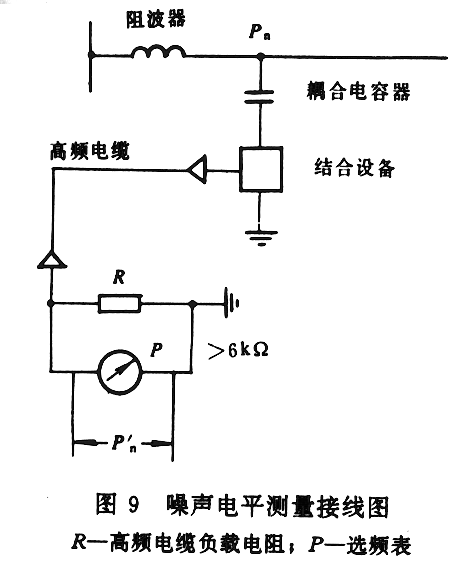 阻波器
Pn
耦合电容器
高频电缆
结合设备
R
P
>6kΩ
P′n
图 9 噪声电平测量接线图
R—高频电缆负载电阻；P—选频表